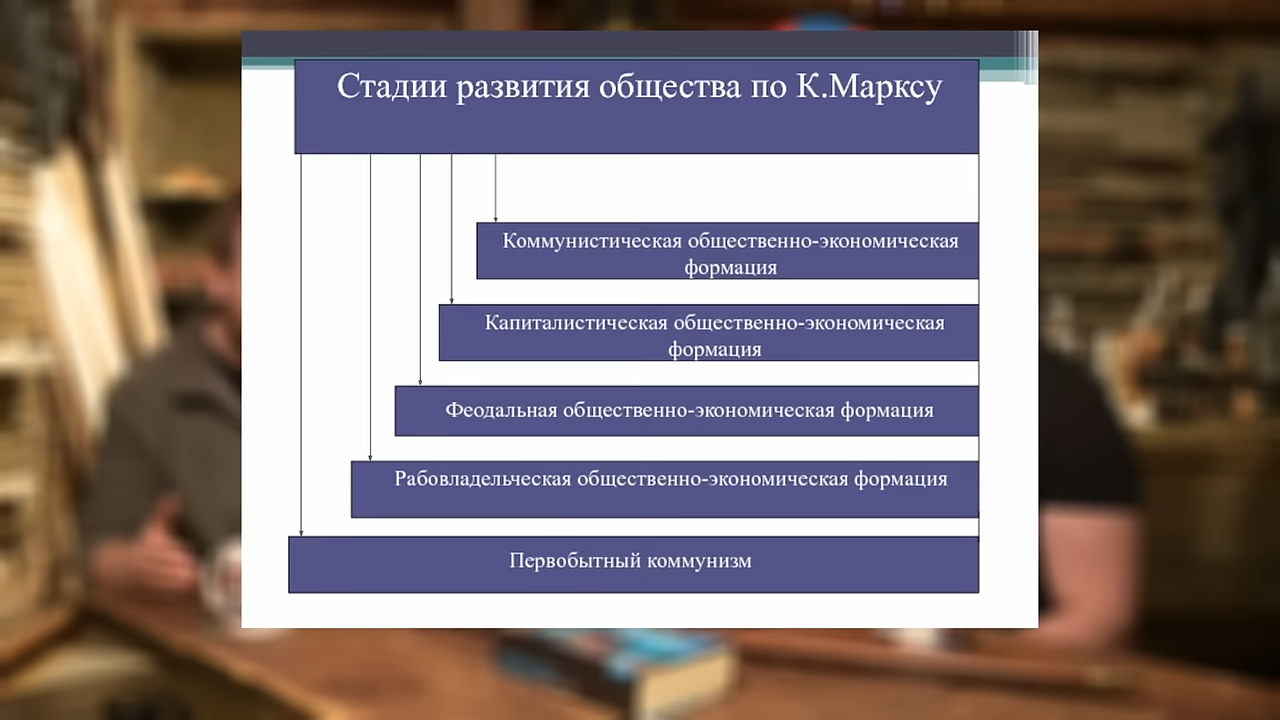 Стадии развития общества по К.Марксу
Коммунистическая общественно-экономическая
формация
Капиталистическая общественно-экономическая
формация
Феодальная общественно-экономическая формация
Рабовладельческая общественно-экономическая формация
Первобытный коммунизм